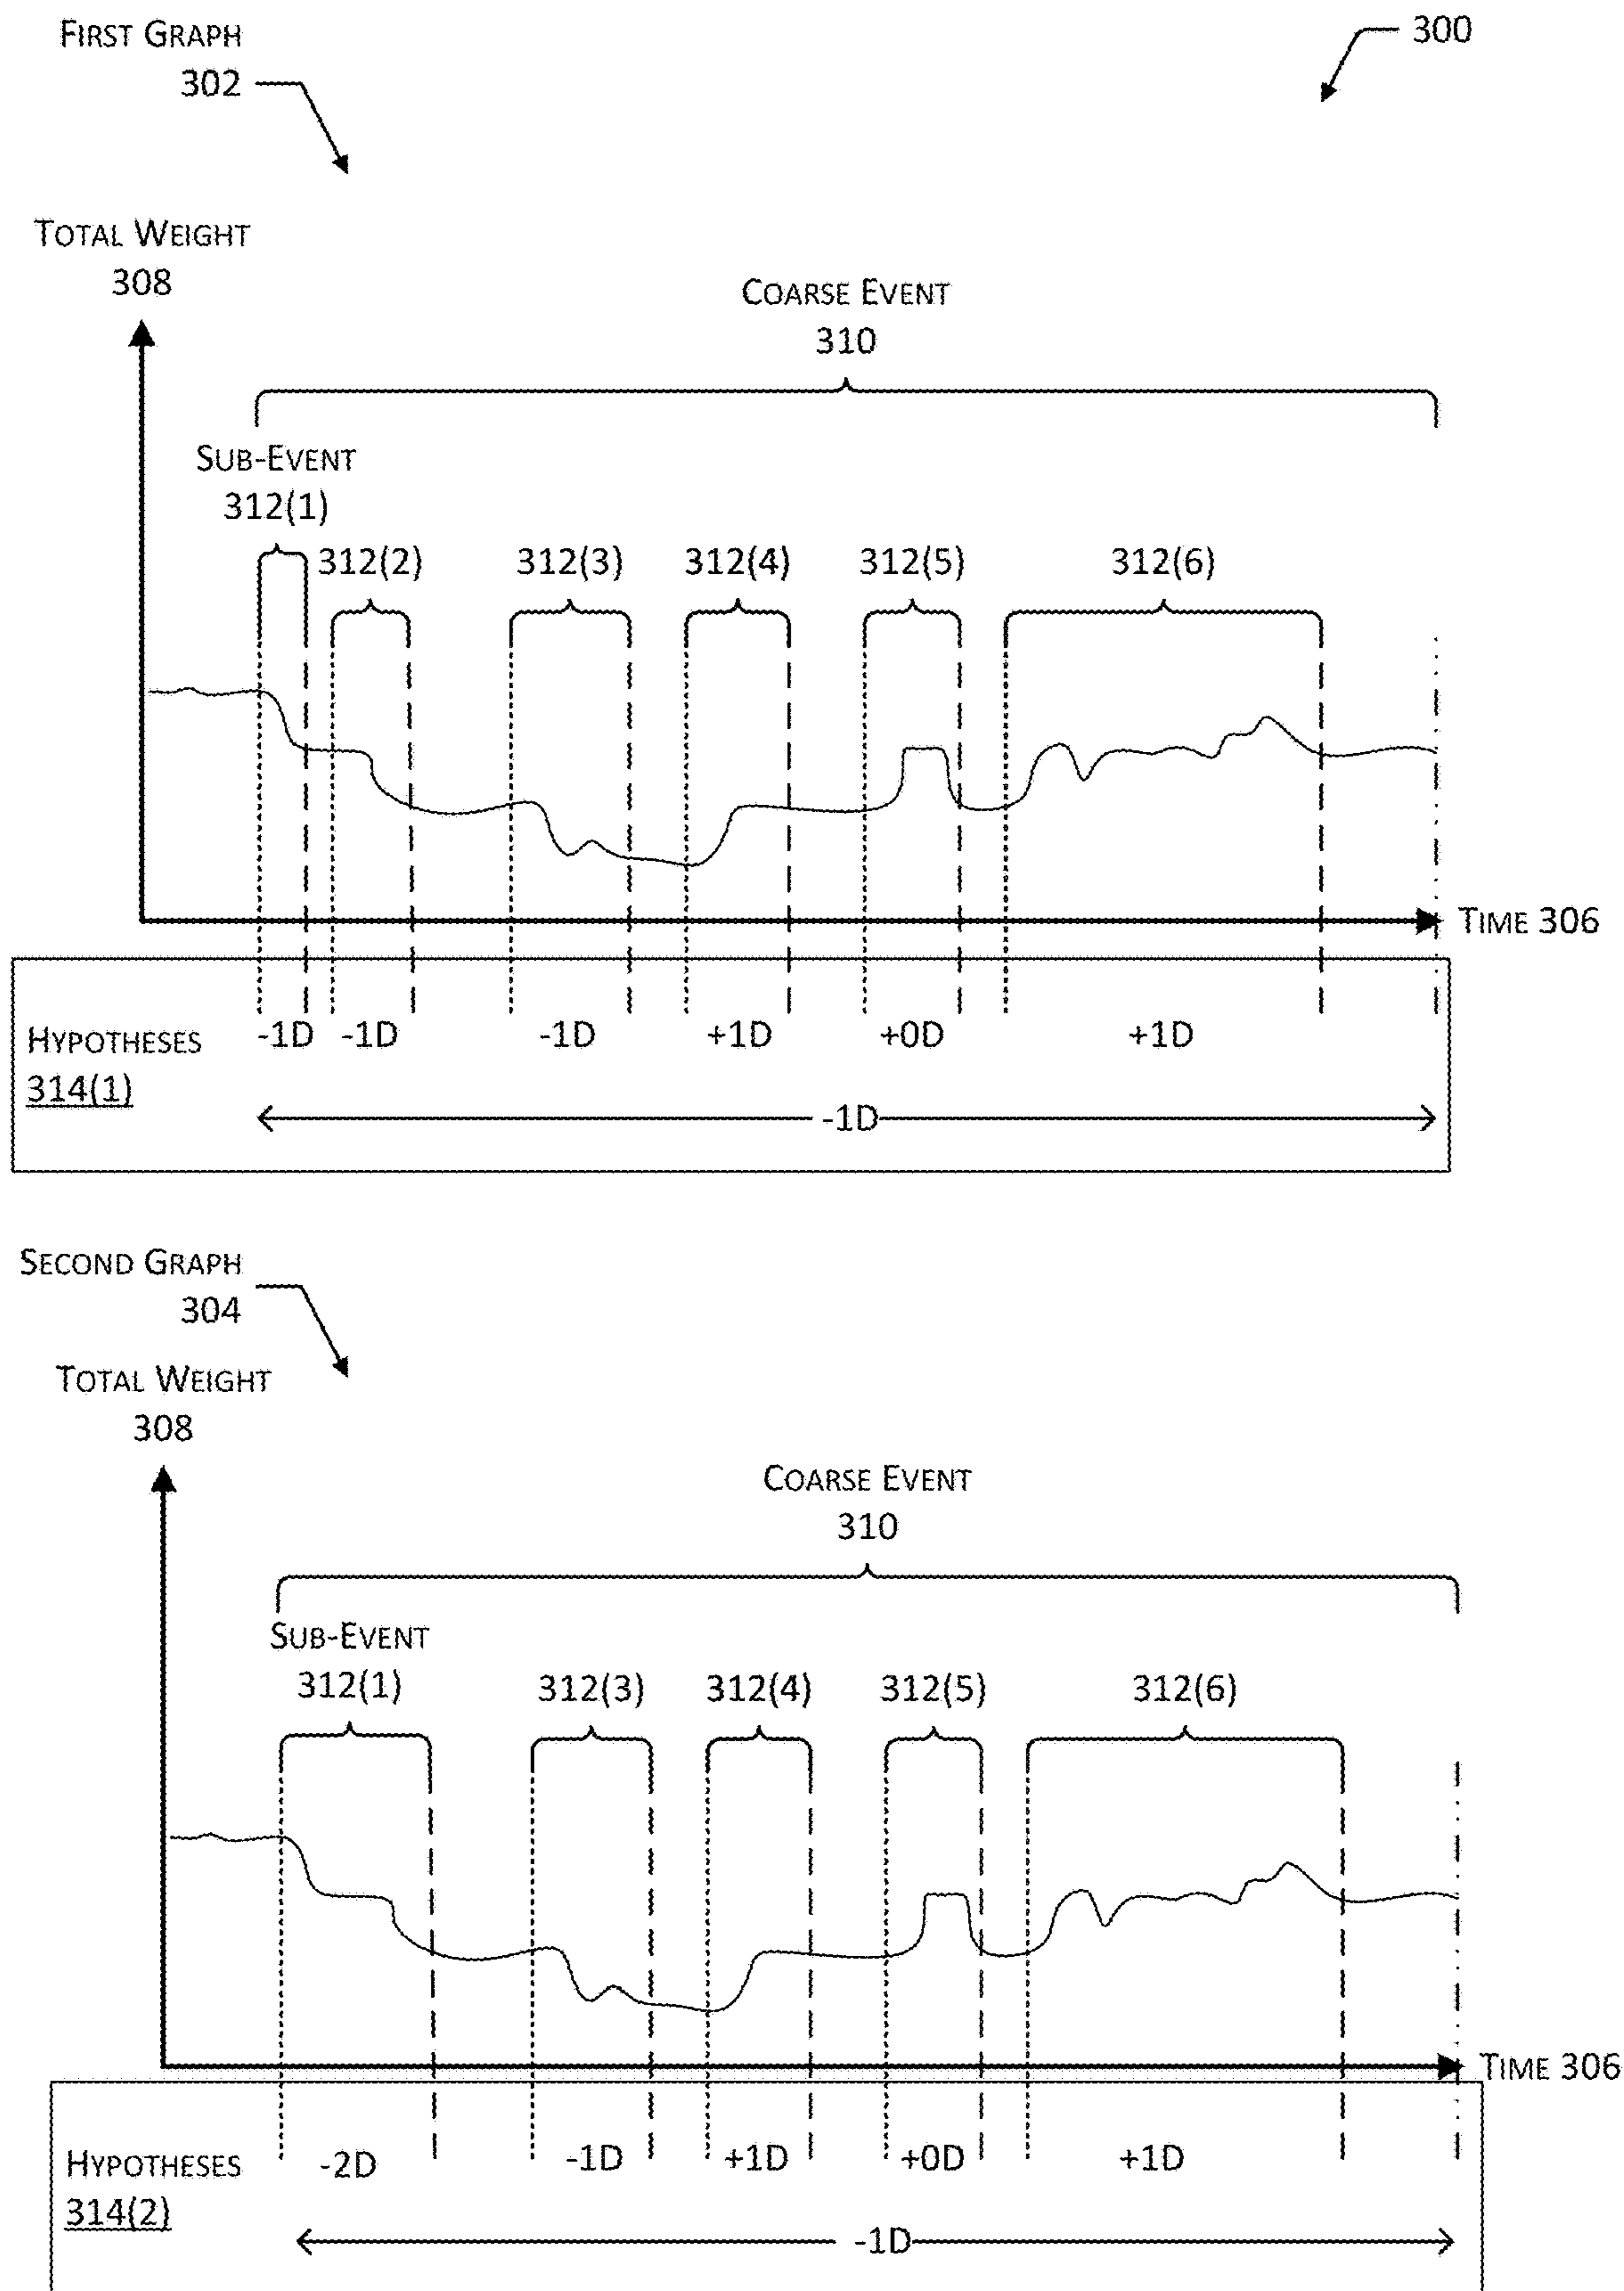 FIRST GRAPH
302
300
TOTAL WEIGHT
308
COARSE EVENT
310
SUB-EVENT
312(1)
312(2)
312(3)
312(4)
312(5)
312(6)
TIME 306
HYPOTHESES
314(1)
-1D
-1D
-1D
+1D
+0D
+1D
-1D
SECOND GRAPH
304
TOTAL WEIGHT
308
COARSE EVENT
310
SUB-EVENT
312(1)
312(3)
312(4)
312(5)
312(6)
TIME 306
HYPOTHESES
314(2)
-2D
-1D
+1D
+0D
+1D
-1D